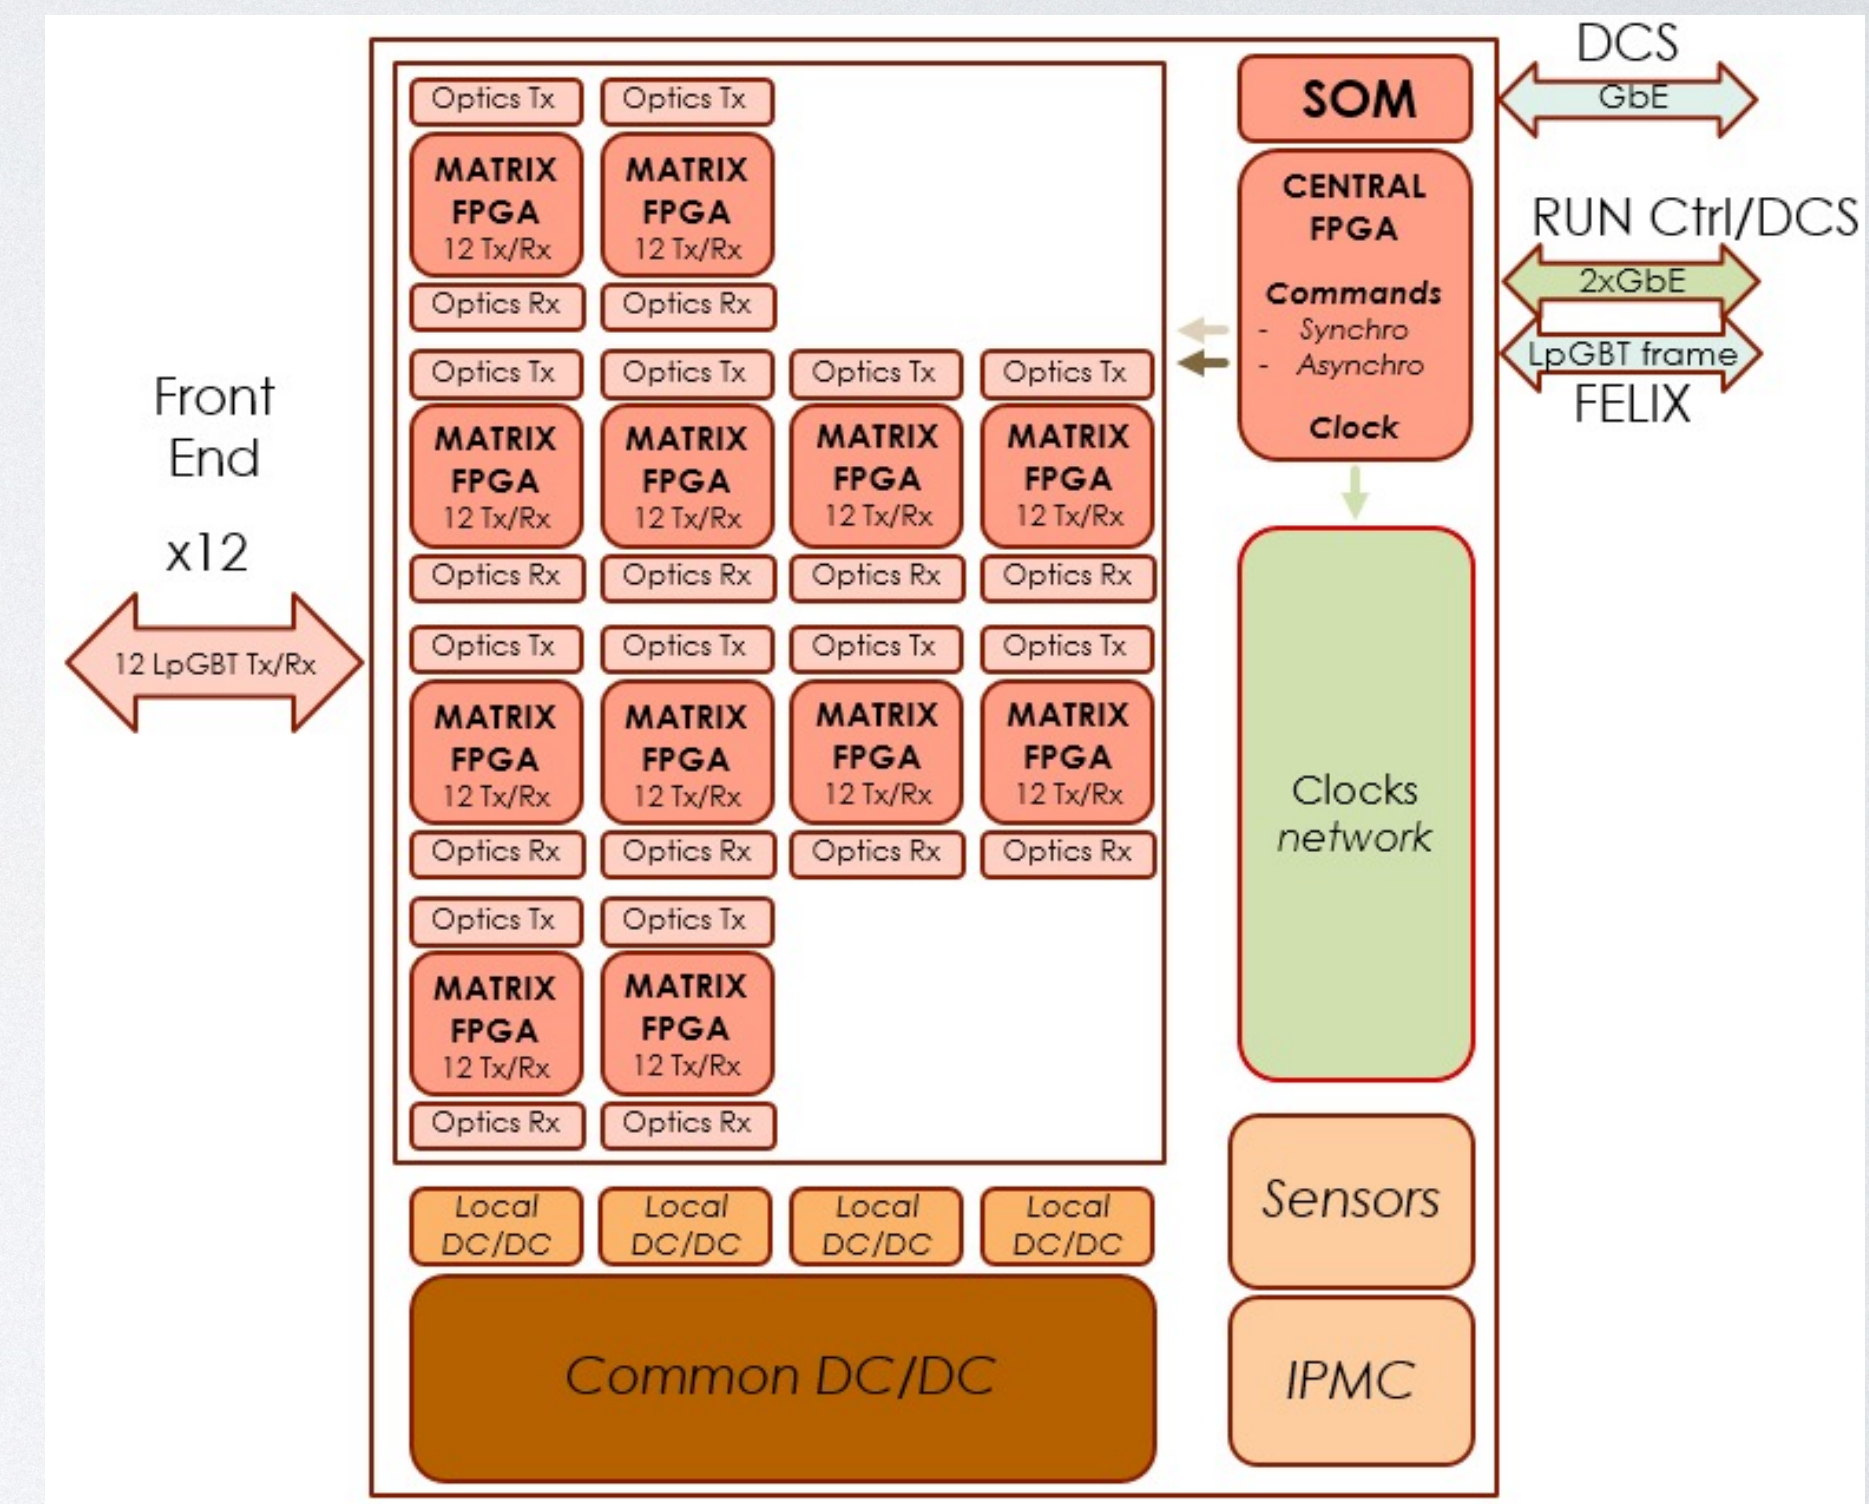 DCS
GbE
SOM
CENTRAL
FPGA
Commands
- Synchro
- Asynchro
Clock
RUN Ctrl/DCS
2xGbE
LpGBT frame
FELIX
Front
End
x12
12 LpGBT Tx/Rx
Optics Tx Optics Tx
MATRIX MATRIX
FPGA FPGA
12 Tx/Rx 12 Tx/Rx
Optics Rx Optics Rx
Optics Tx Optics Tx Optics Tx Optics Tx
MATRIX MATRIX MATRIX MATRIX
FPGA FPGA FPGA FPGA
12 Tx/Rx 12 Tx/Rx 12 Tx/Rx 12 Tx/Rx
Optics Rx Optics Rx Optics Rx Optics Rx
Optics Tx Optics Tx Optics Tx Optics Tx
MATRIX MATRIX MATRIX MATRIX
FPGA FPGA FPGA FPGA
12 Tx/Rx 12 Tx/Rx 12 Tx/Rx 12 Tx/Rx
Optics Rx Optics Rx Optics Rx Optics Rx
Optics Tx Optics Tx
MATRIX MATRIX
FPGA FPGA
12 Tx/Rx 12 Tx/Rx
Optics Rx Optics Rx
Clocks
network
Local Local Local Local
DC/DC DC/DC DC/DC DC/DC
Common DC/DC
Sensors
IPMC